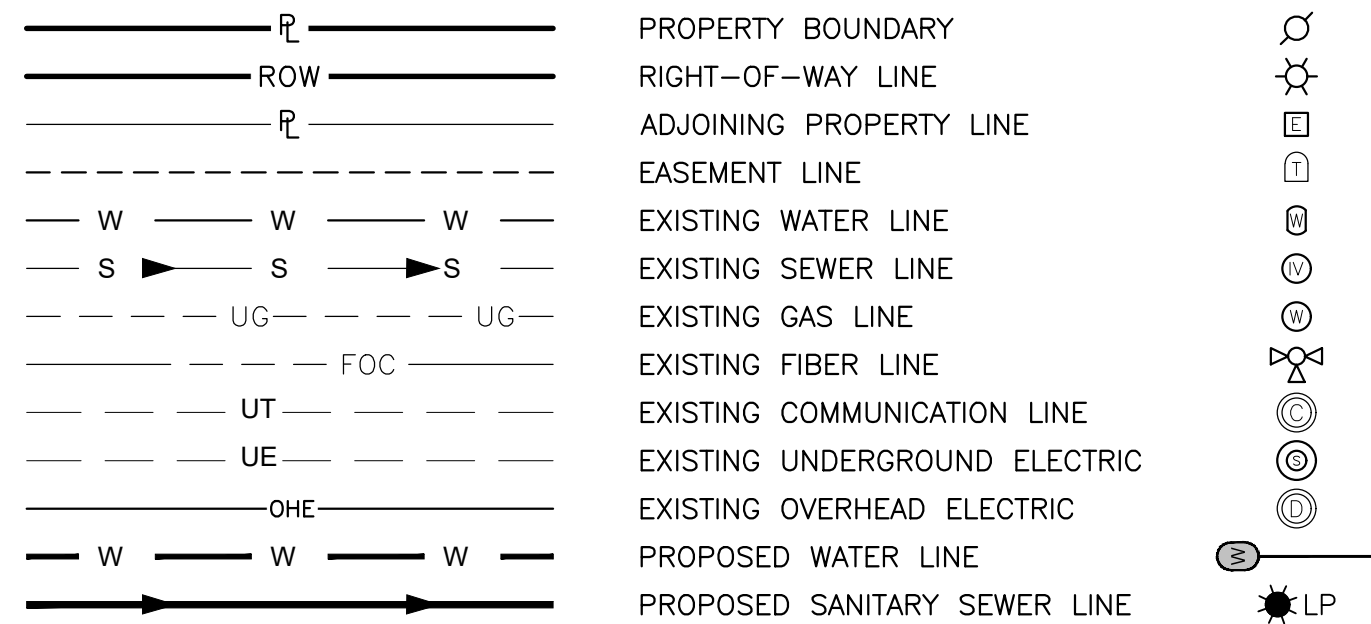 PL PROPERTY BOUNDARY
ROW RIGHT-OF-WAY LINE
PL ADJOINING PROPERTY LINE E
EASEMENT LINE T
W W W EXISTING WATER LINE W
S S S EXISTING SEWER LINE IV
UG UG EXISTING GAS LINE W
FOC EXISTING FIBER LINE
UT EXISTING COMMUNICATION LINE C
UE EXISTING UNDERGROUND ELECTRIC S
OHE EXISTING OVERHEAD ELECTRIC D
W W W PROPOSED WATER LINE W
PROPOSED SANITARY SEWER LINE LP